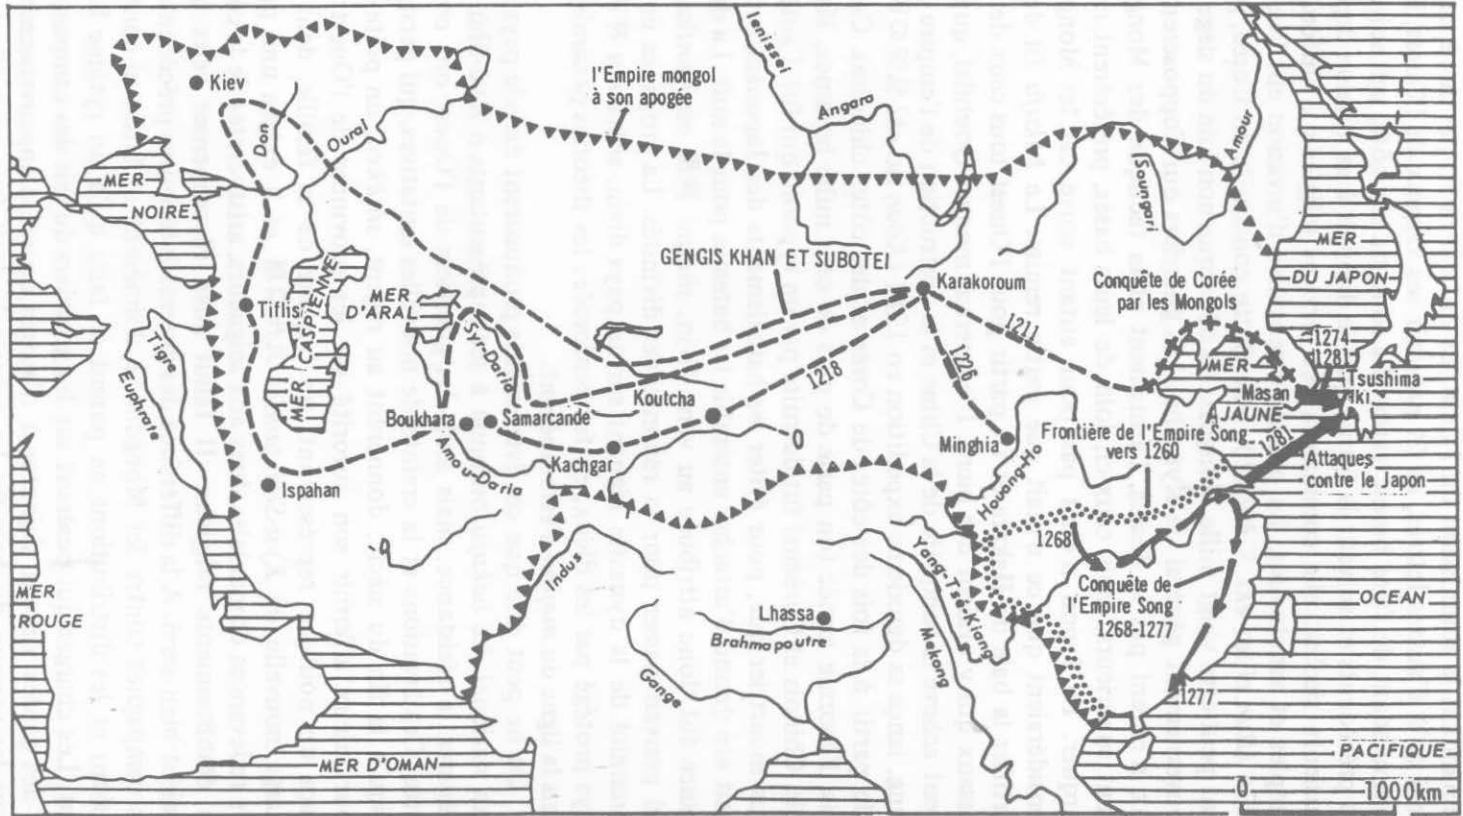 Kiev
Don
Oural
l'Empire mongol
à son apogée
Ienisseï
Angara
Amour
Soungari
MER
NOIRE
MER
DU JAPON
GENGIS KHAN ET SUBOTEI
Karakoroum
Conquête de Corée
par les Mongols
Tiflis
MER CASPIENNE
MER
D'ARAL
Syr-Daria
1211
1226
1218
MER
JAUNE
Masan
1274
1281
Tsushima
Iki
Tigre
Euphrate
Boukhara
Samarcande
Koutcha
Kachgar
Amou-Daria
Ispahan
Minghia
Houang-Ho
Frontière de l'Empire Song
vers 1260
1281
Attaques
contre le Japon
1268
Conquête de
l'Empire Song
1268-1277
1277
OCEAN
PACIFIQUE
MER
ROUGE
Indus
Lhassa
Brahmapoutre
Gange
Yang-Tse Kiang
Mekong
MER D'OMAN
0 1000km